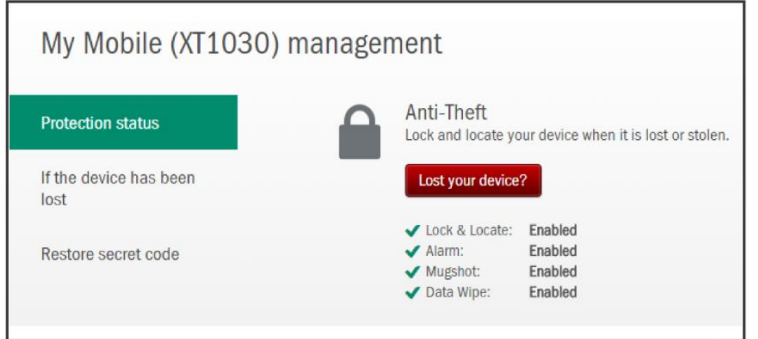 My Mobile (XT1030) management
Protection status
If the device has been
lost
Restore secret code
Anti-Theft
Lock and locate your device when it is lost or stolen.
Lost your device?
Lock & Locate: Enabled
Alarm: Enabled
Mugshot: Enabled
Data Wipe: Enabled